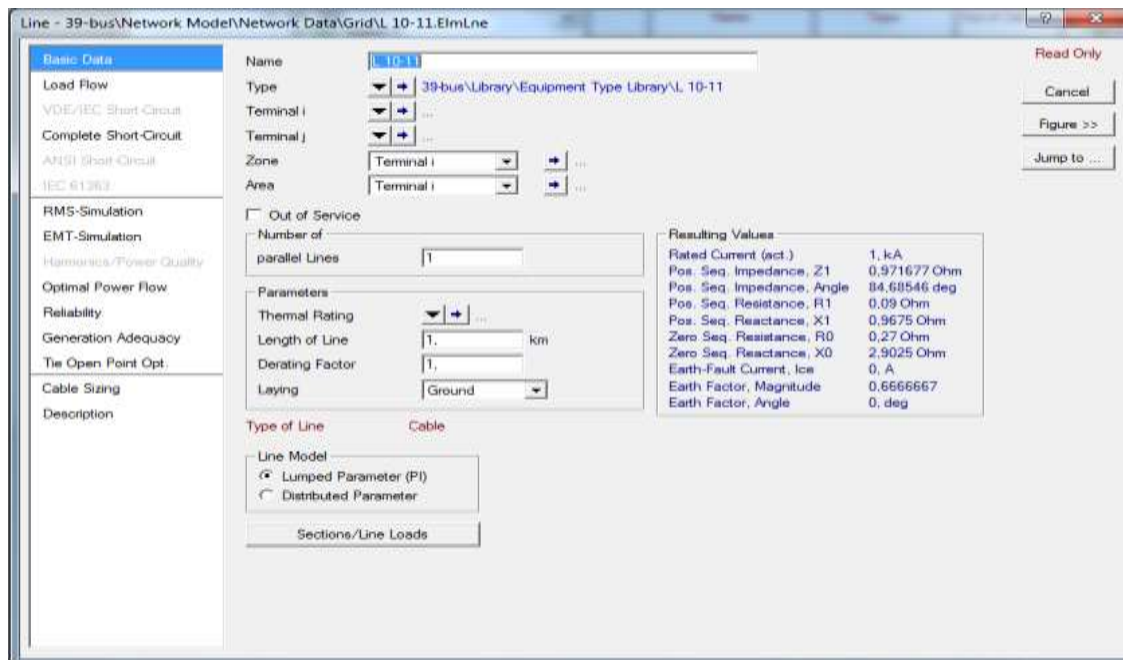 Line - 39-bus\Network Model\Network Data\Grid\L 10-11.ElmLne
Basic Data
Load Flow
VDE/IEC Short-Circuit
Complete Short-Circuit
ANSI Short-Circuit
IEC 61363
RMS-Simulation
EMT-Simulation
Harmonics/Power Quality
Optimal Power Flow
Reliability
Generation Adequacy
Tie Open Point Opt.
Cable Sizing
Description
Name L 10-11
Type 39-bus\Library\Equipment Type Library\L 10-11
Terminal i ...
Terminal j ...
Zone Terminal i ...
Area Terminal i ...
Out of Service
Number of
parallel Lines 1
Parameters
Thermal Rating ...
Length of Line 1, km
Derating Factor 1,
Laying Ground
Type of Line Cable
Line Model
Lumped Parameter (PI)
Distributed Parameter
Sections/Line Loads
Resulting Values
Rated Current (act.) 1, kA
Pos. Seq. Impedance, Z1 0,971677 Ohm
Pos. Seq. Impedance, Angle 84,68546 deg
Pos. Seq. Resistance, R1 0,09 Ohm
Pos. Seq. Reactance, X1 0,9675 Ohm
Zero Seq. Resistance, R0 0,27 Ohm
Zero Seq. Reactance, X0 2,9025 Ohm
Earth-Fault Current, Ice 0, A
Earth Factor, Magnitude 0,6666667
Earth Factor, Angle 0, deg
Read Only
Cancel
Figure >>
Jump to ...